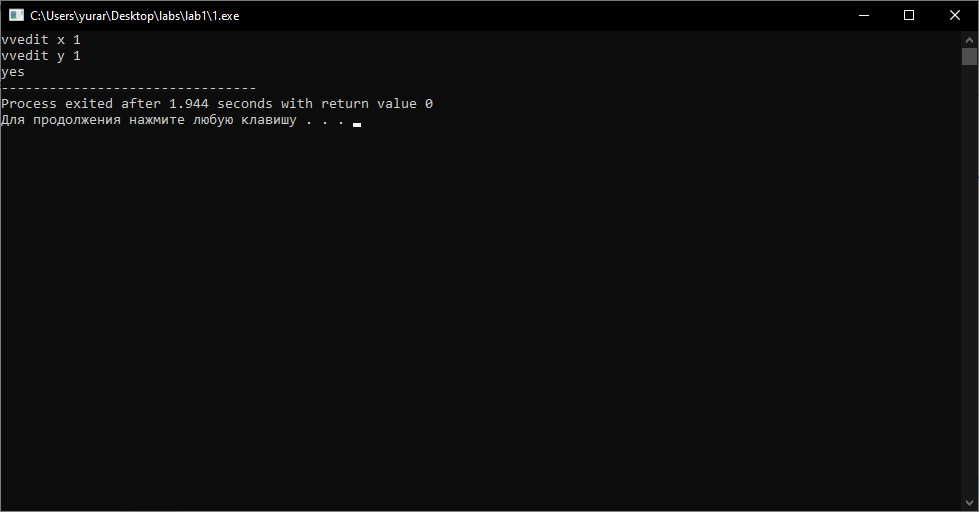 C:\Users\yurar\Desktop\labs\lab1\1.exe
vvedit x 1
vvedit y 1
yes
--------------------------------
Process exited after 1.944 seconds with return value 0
Для продолжения нажмите любую клавишу . . .